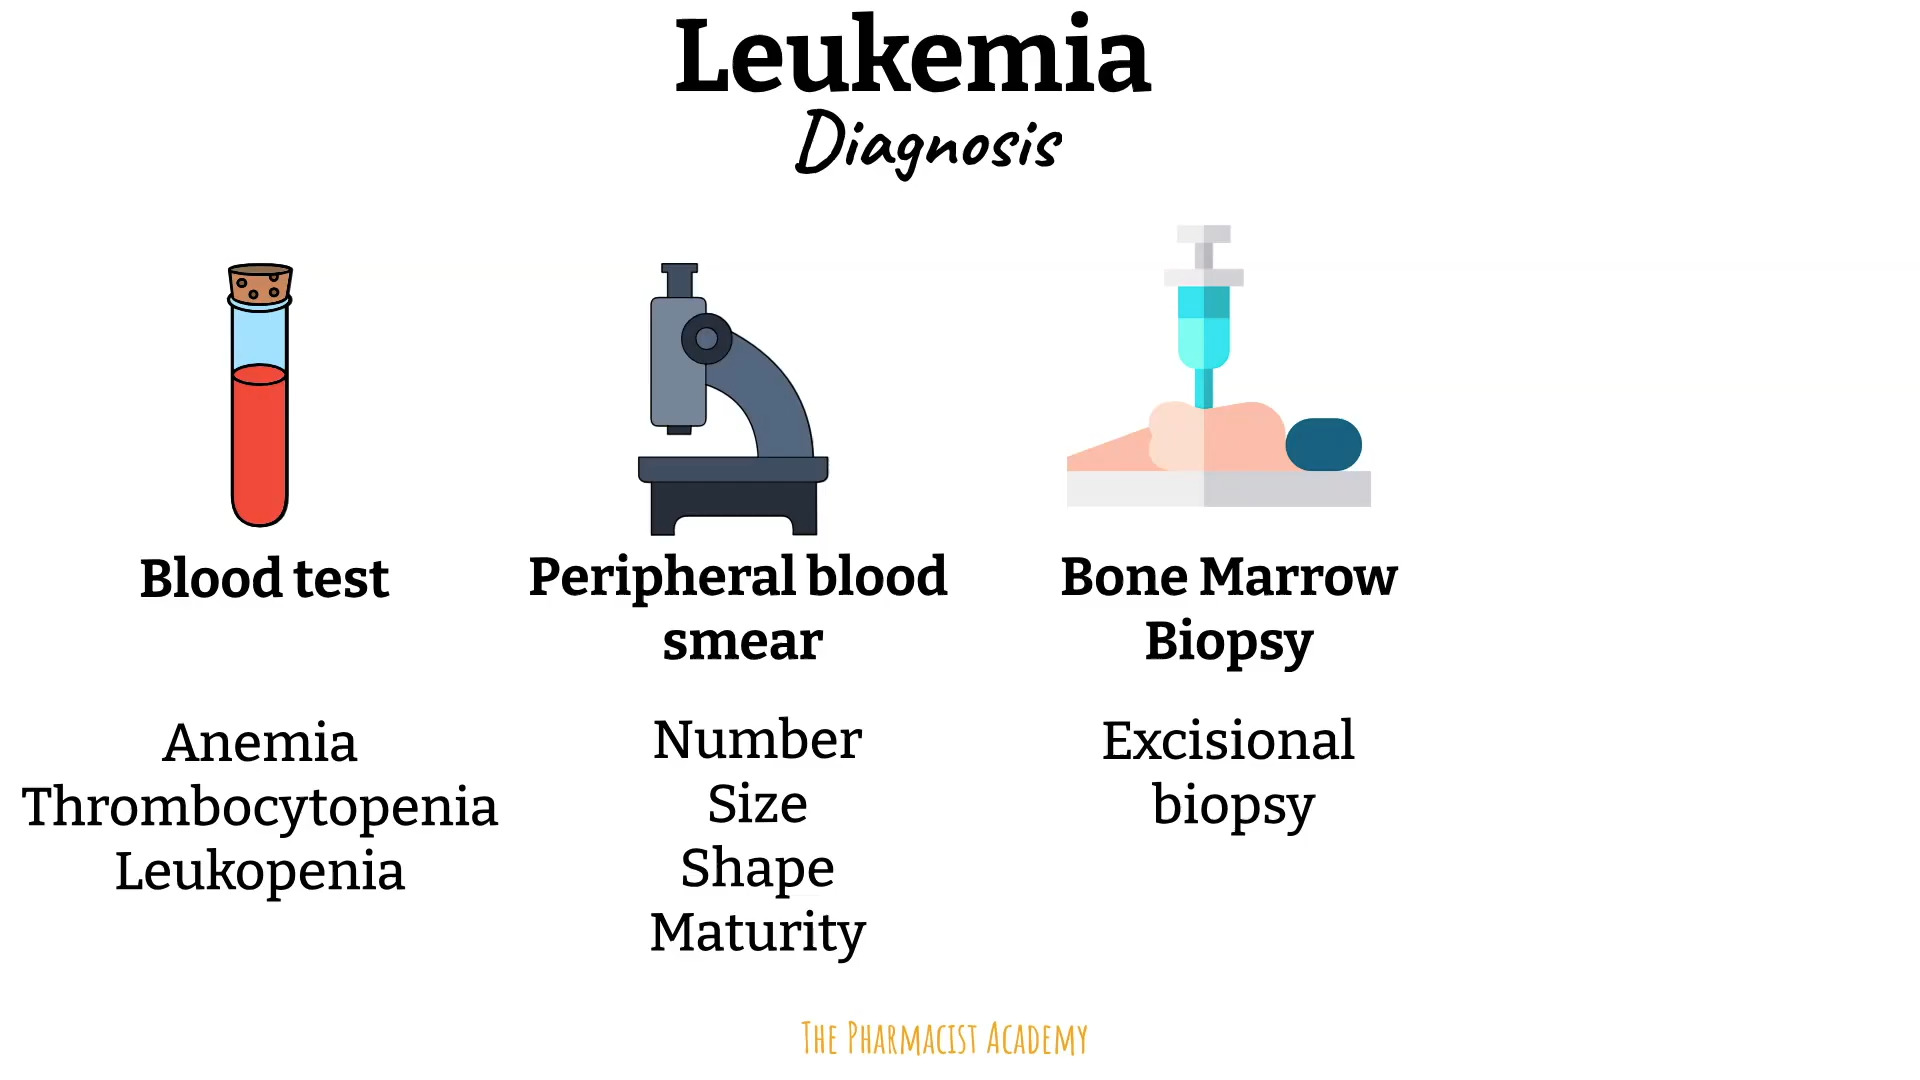 Leukemia
Diagnosis
Blood test
Anemia
Thrombocytopenia
Leukopenia
Peripheral blood
smear
Number
Size
Shape
Maturity
Bone Marrow
Biopsy
Excisional
biopsy
The Pharmacist Academy